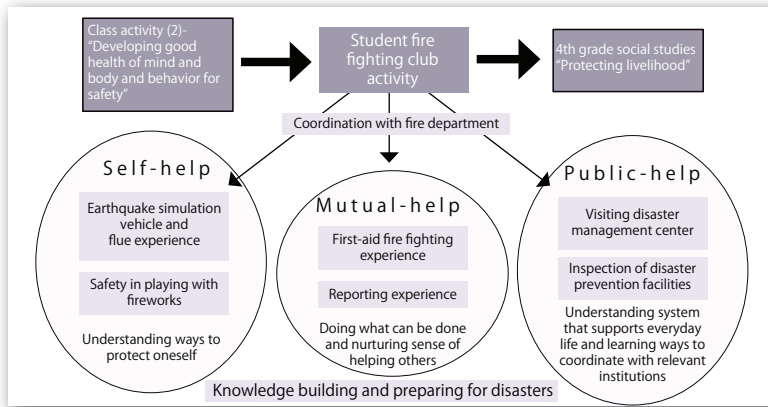 Class activity (2)-
“Developing good
health of mind and
body and behavior for
safety”
Student fire
fighting club
activity
4th grade social studies
“Protecting livelihood”
Coordination with fire department
Self-help
Earthquake simulation
vehicle and
flue experience
Safety in playing with
fireworks
Understanding ways to
protect oneself
Mutual-help
First-aid fire fighting
experience
Reporting experience
Doing what can be done
and nurturing sense of
helping others
Public-help
Visiting disaster
management center
Inspection of disaster
prevention facilities
Understanding system
that supports everyday
life and learning ways to
coordinate with relevant
institutions
Knowledge building and preparing for disasters